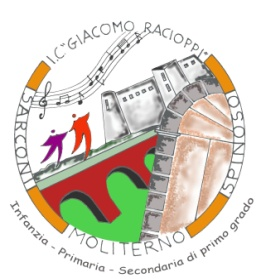 I.C "GIACOMO RACIOPPI"
SARCONI
SPINOSO
MOLITERNO
Infanzia - Primaria - Secondaria di primo grado